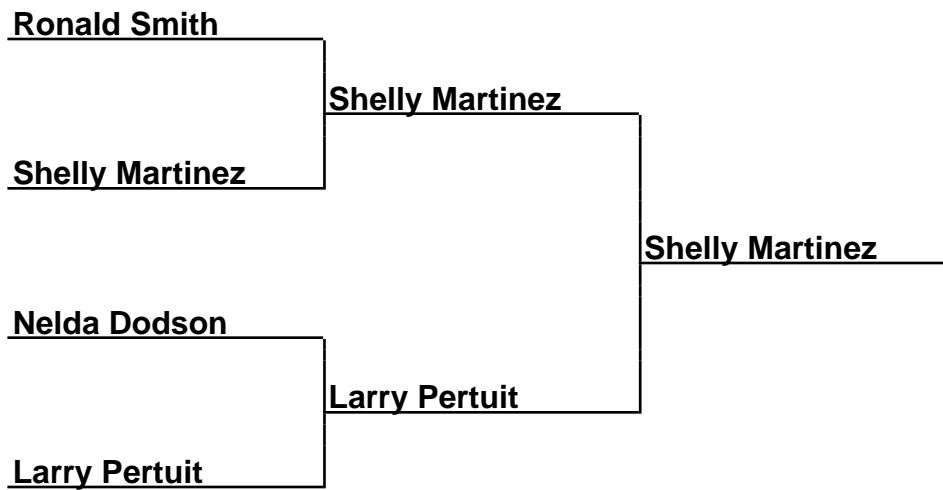 Ronald Smith
Shelly Martinez
Shelly Martinez
Shelly Martinez
Nelda Dodson
Larry Pertuit
Larry Pertuit